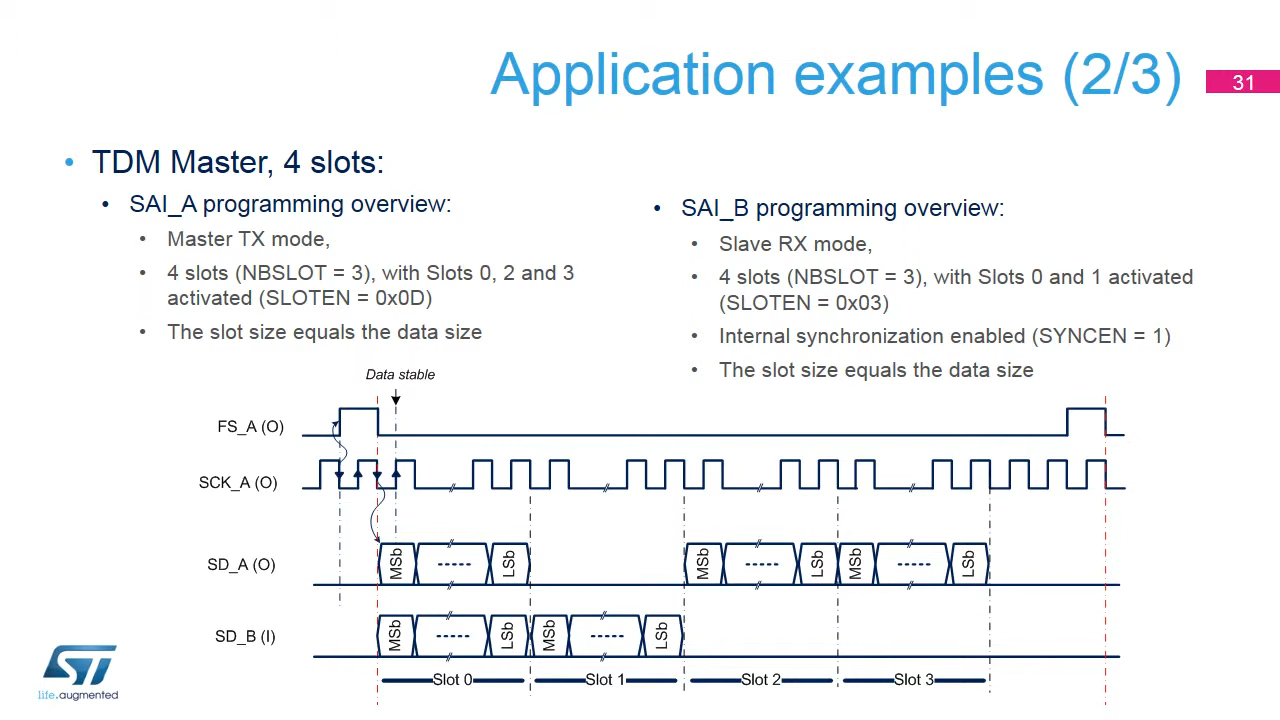 Application examples (2/3)
31
• TDM Master, 4 slots:
• SAI_A programming overview:
• Master TX mode,
• 4 slots (NBSLOT = 3), with Slots 0, 2 and 3
activated (SLOTEN = 0x0D)
• The slot size equals the data size
• SAI_B programming overview:
• Slave RX mode,
• 4 slots (NBSLOT = 3), with Slots 0 and 1 activated
(SLOTEN = 0x03)
• Internal synchronization enabled (SYNCEN = 1)
• The slot size equals the data size
Data stable
FS_A (O)
SCK_A (O)
SD_A (O)
MSb ----- LSb MSb ----- LSb MSb ----- LSb
SD_B (I)
MSb ----- LSb MSb ----- LSb
Slot 0 Slot 1 Slot 2 Slot 3
ST
life.augmented